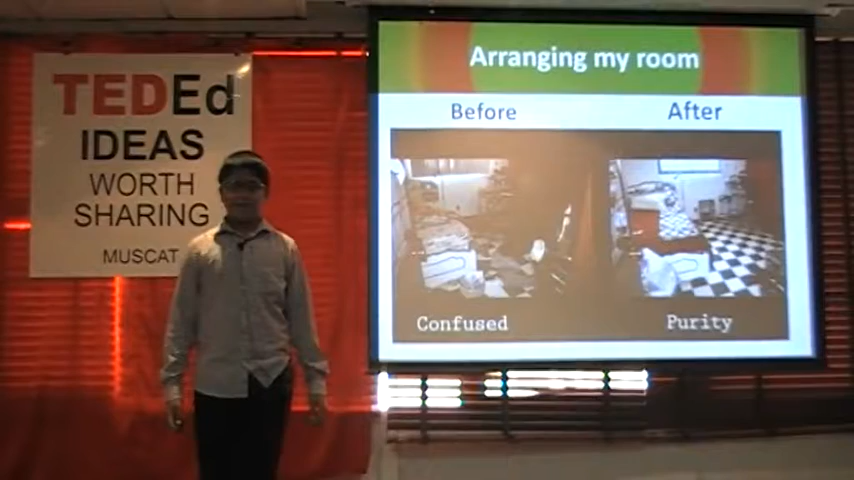 TEDEd
IDEAS
WORTH
SHARING
MUSCAT
Arranging my room
Before After
Confused Purity